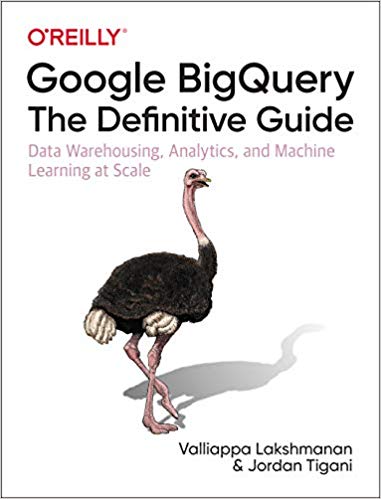 O'REILLY®
Google BigQuery
The Definitive Guide
Data Warehousing, Analytics, and Machine
Learning at Scale
Valliappa Lakshmanan
& Jordan Tigani